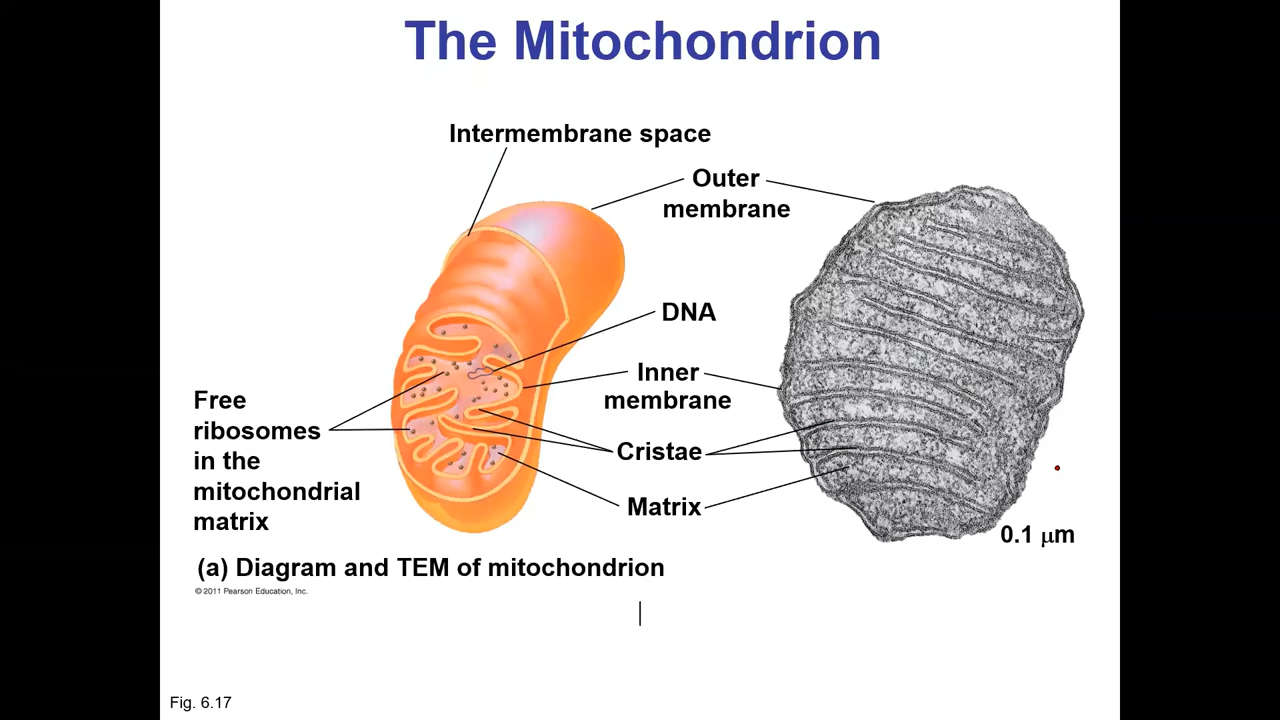 The Mitochondrion
Intermembrane space
Outer
membrane
DNA
Inner
membrane
Free
ribosomes
in the
mitochondrial
matrix
Cristae
Matrix
0.1 μm
(a) Diagram and TEM of mitochondrion
© 2011 Pearson Education, Inc.
Fig. 6.17